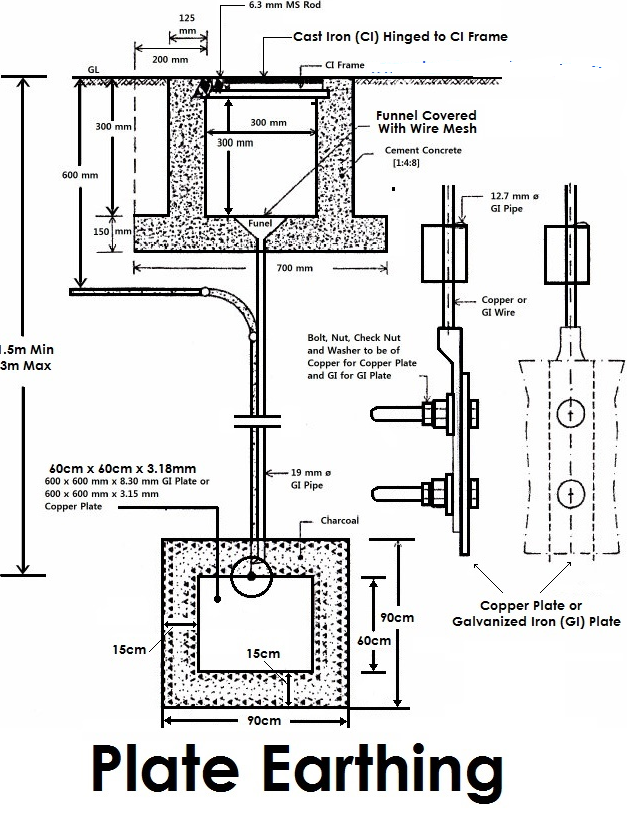 6.3 mm MS Rod
125
mm
Cast Iron (CI) Hinged to CI Frame
200 mm
CI Frame
GL
Funnel Covered
With Wire Mesh
300 mm
300 mm
300 mm
Cement Concrete
[1:4:8]
600 mm
12.7 mm ø
GI Pipe
Funel
150 mm
700 mm
Copper or
GI Wire
Bolt, Nut, Check Nut
and Washer to be of
Copper for Copper Plate
and GI for GI Plate
1.5m Min
3m Max
60cm x 60cm x 3.18mm
600 x 600 mm x 8.30 mm GI Plate or
600 x 600 mm x 3.15 mm
Copper Plate
19 mm ø
GI Pipe
Charcoal
Copper Plate or
Galvanized Iron (GI) Plate
90cm
60cm
15cm
15cm
90cm
Plate Earthing